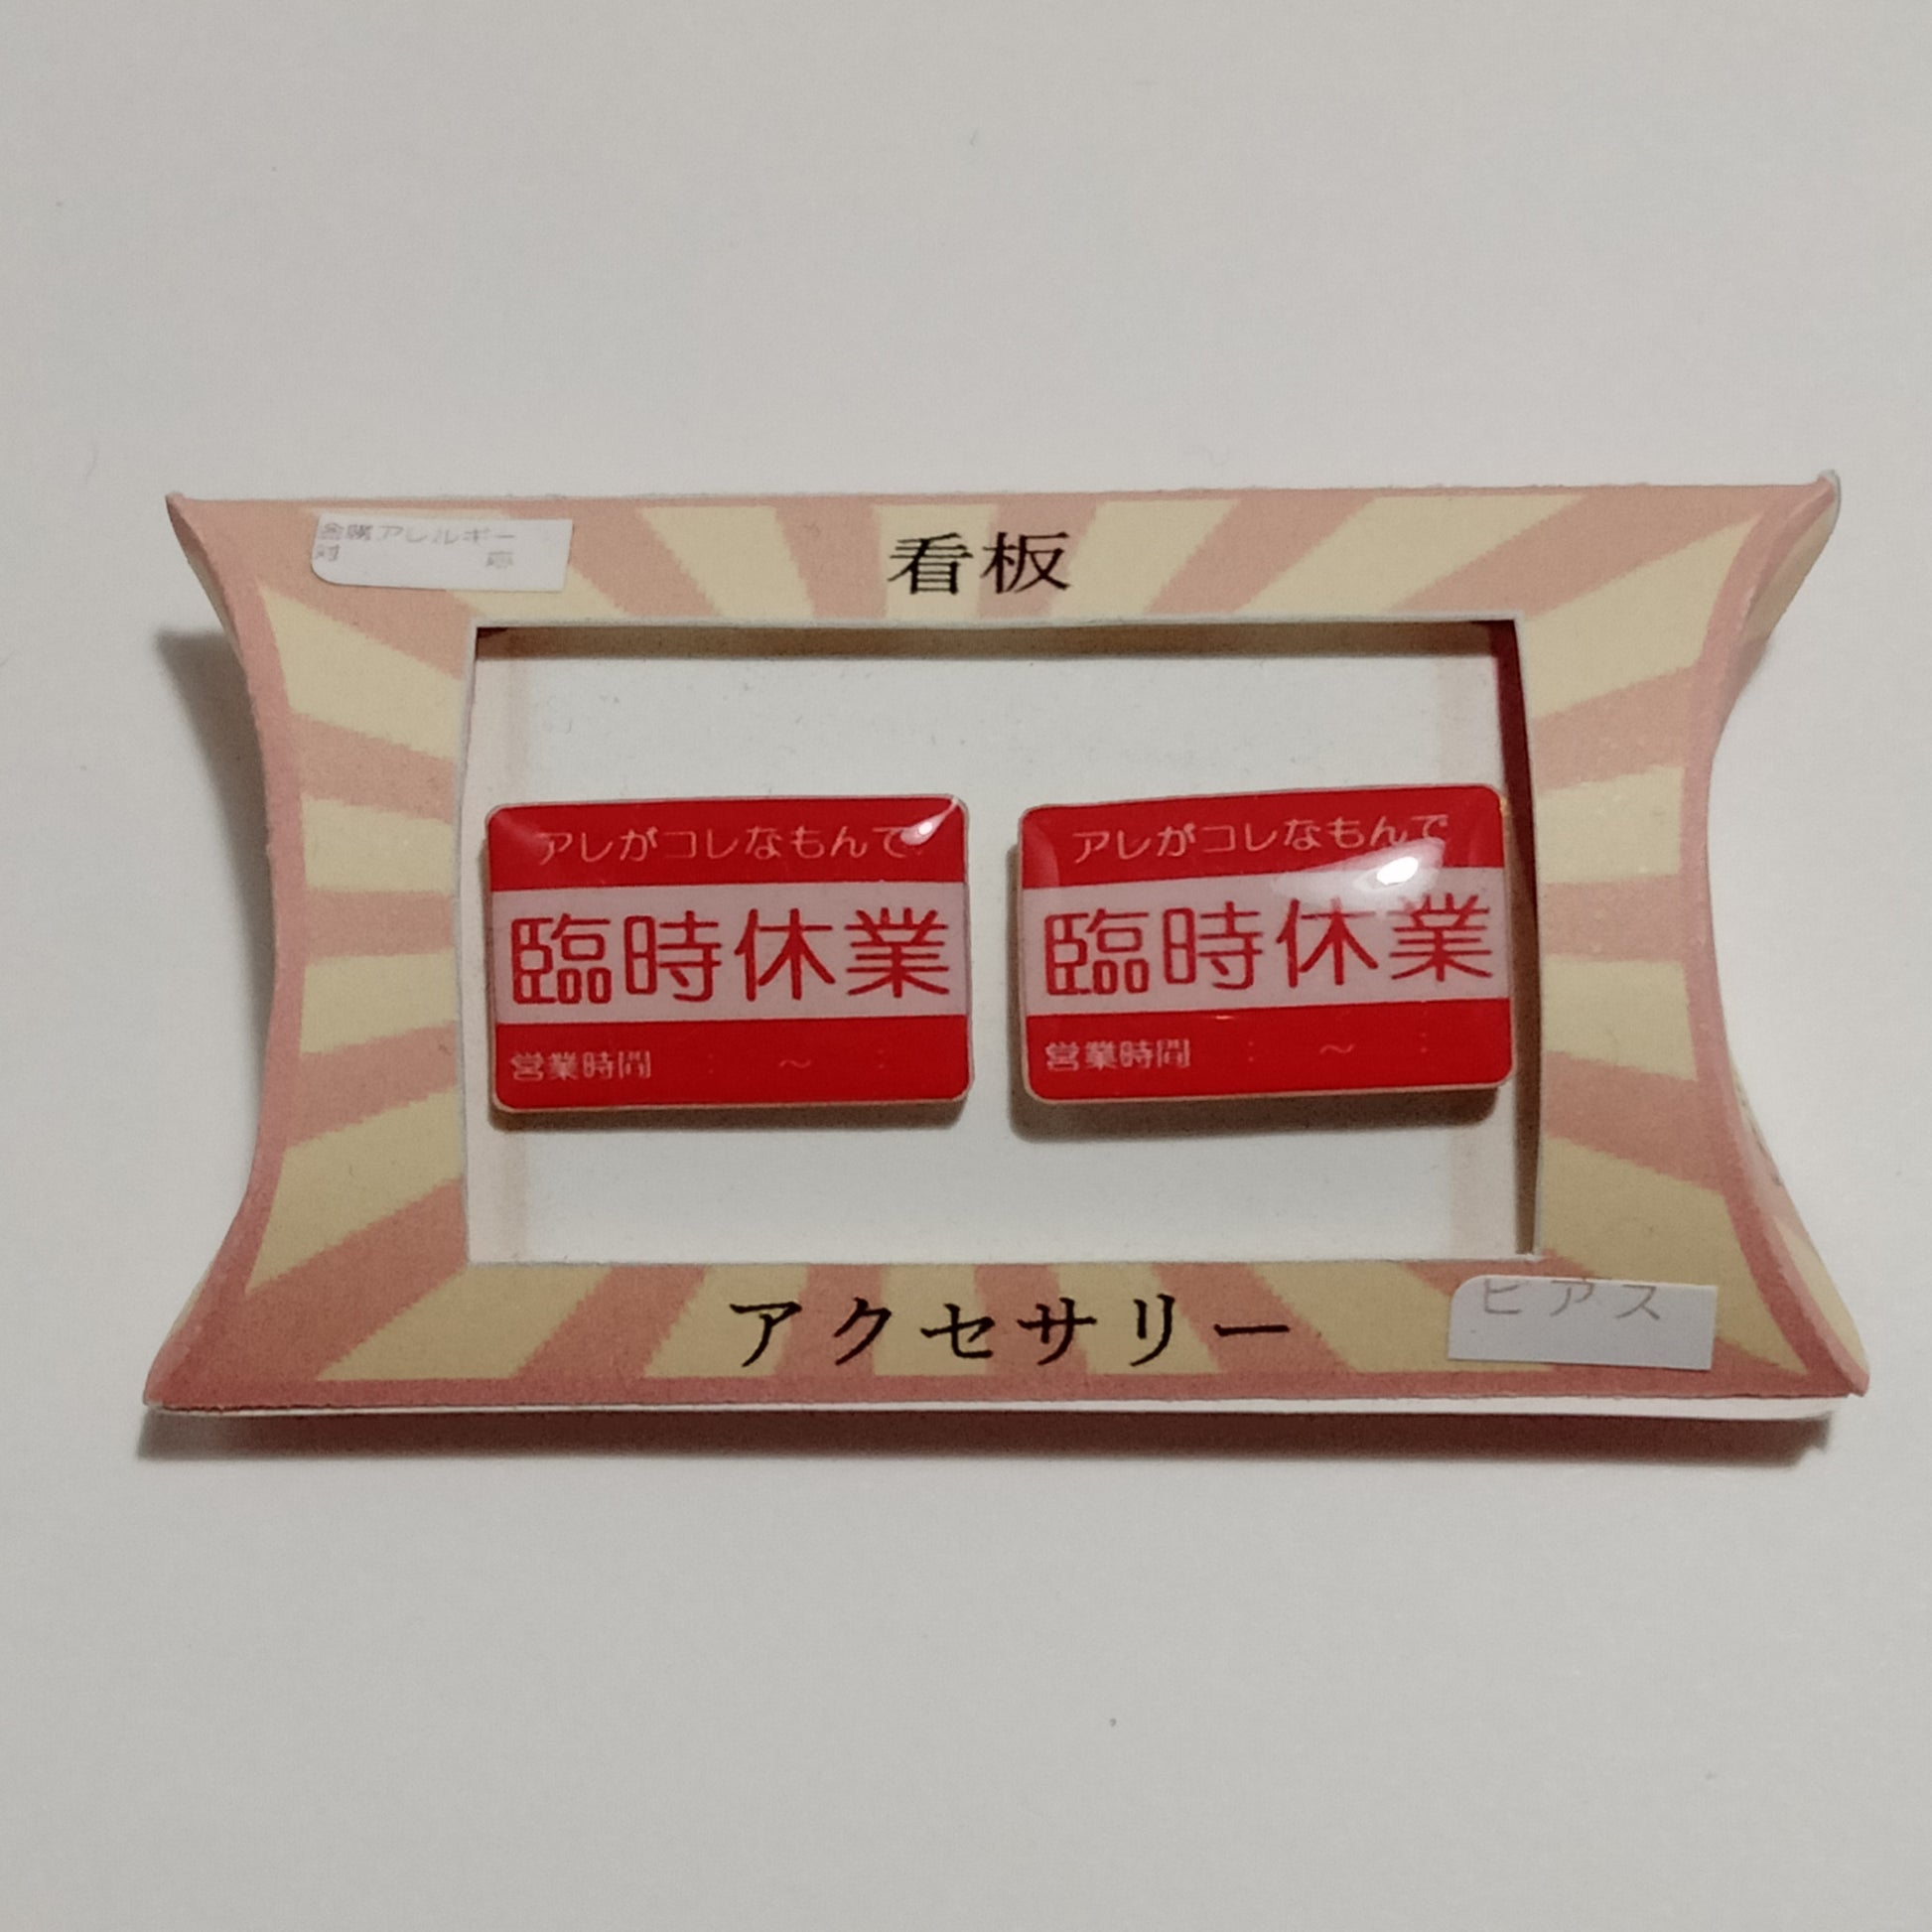 金属アレルギー
対　　　　応
看板
アレがコレなもんで
臨時休業
営業時間　：　～　：
アレがコレなもんで
臨時休業
営業時間　：　～　：
アクセサリー
ピアス